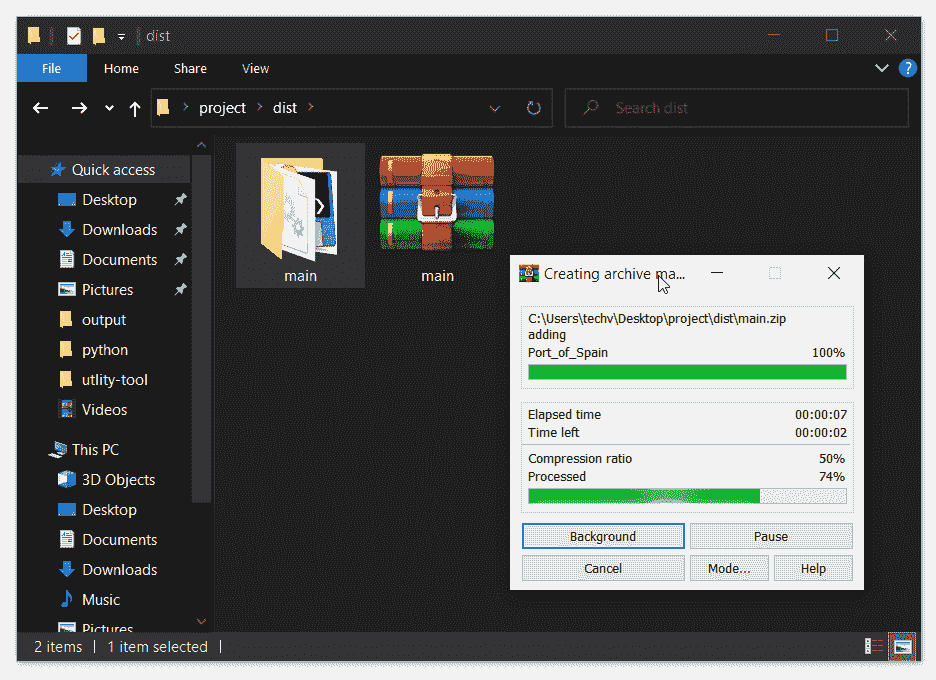 dist
File Home Share View
?
project dist
Search dist
Quick access
Desktop
Downloads
Documents
Pictures
output
python
utlity-tool
Videos
This PC
3D Objects
Desktop
Documents
Downloads
Music
Pictures
main
main
Creating archive ma...
C:\Users\techv\Desktop\project\dist\main.zip
adding
Port_of_Spain 100%
Elapsed time 00:00:07
Time left 00:00:02
Compression ratio 50%
Processed 74%
Background Pause
Cancel Mode... Help
2 items 1 item selected